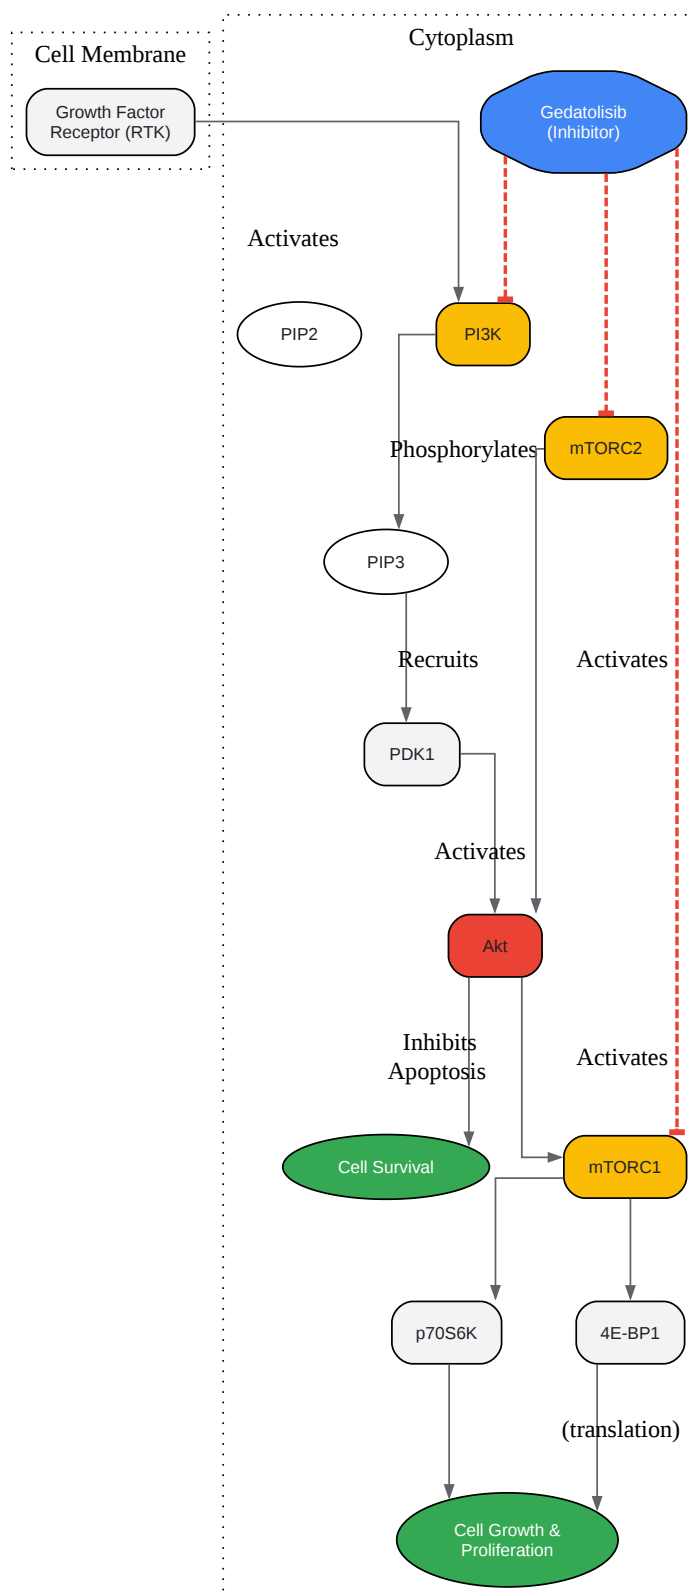 Cytoplasm
Cell Membrane
Growth Factor
Receptor (RTK)
Gedatolisib
(Inhibitor)
Activates
PIP2
PI3K
Phosphorylates
mTORC2
PIP3
Recruits
Activates
PDK1
Activates
Akt
Inhibits
Apoptosis
Activates
Cell Survival
mTORC1
p70S6K
4E-BP1
(translation)
Cell Growth &
Proliferation